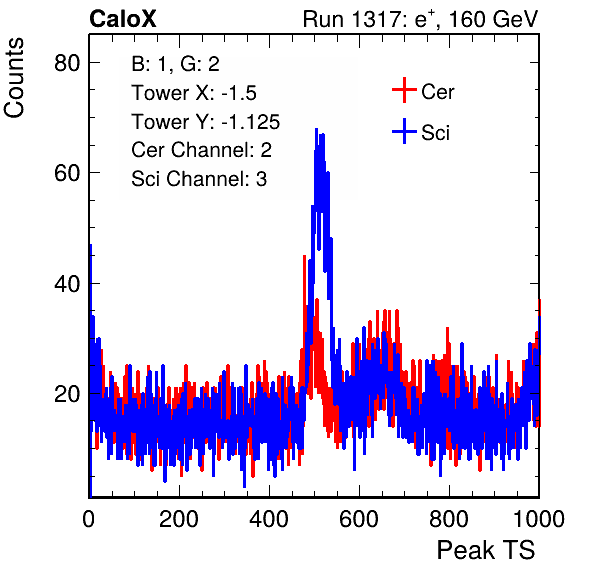 CaloX Run 1317: e+, 160 GeV
Counts
B: 1, G: 2
Tower X: -1.5
Tower Y: -1.125
Cer Channel: 2
Sci Channel: 3
Cer
Sci
80
60
40
20
0 200 400 600 800 1000
Peak TS